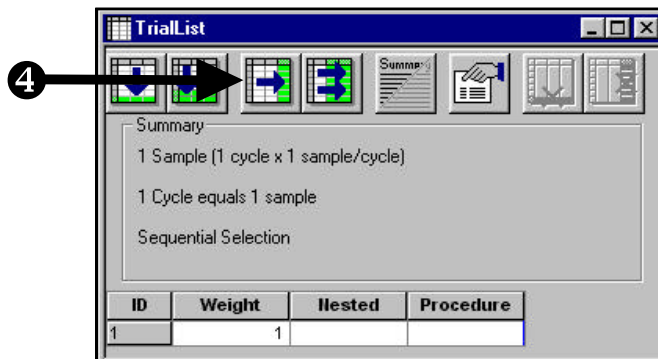 TrialList
4
Summary
Summary
1 Sample (1 cycle x 1 sample/cycle)
1 Cycle equals 1 sample
Sequential Selection
ID Weight Nested Procedure
1 1